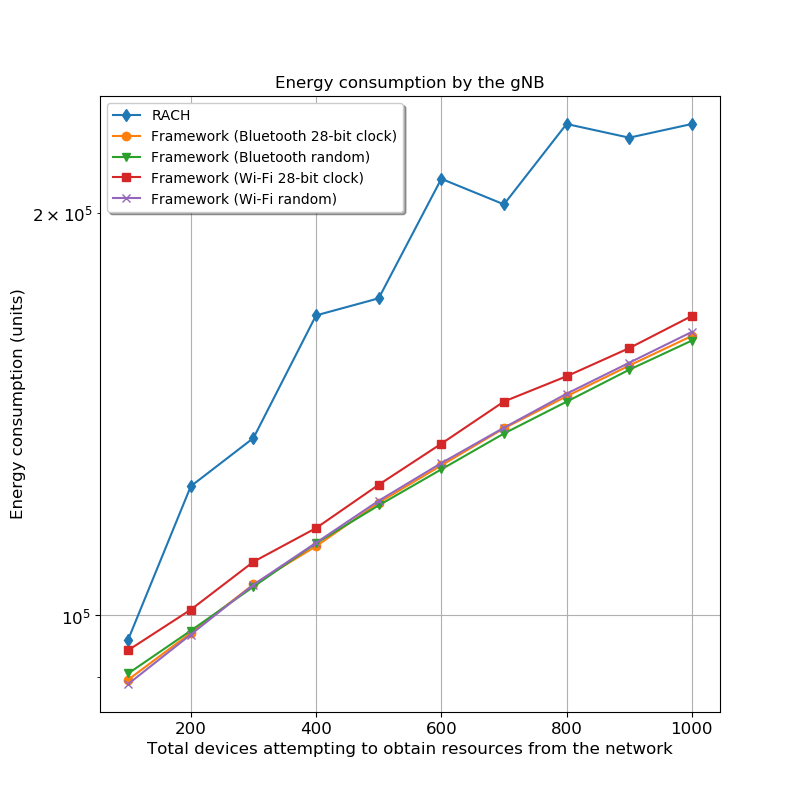 Energy consumption by the gNB
RACH
Framework (Bluetooth 28-bit clock)
Framework (Bluetooth random)
Framework (Wi-Fi 28-bit clock)
Framework (Wi-Fi random)
2 × 10⁵
10⁵
Energy consumption (units)
200 400 600 800 1000
Total devices attempting to obtain resources from the network